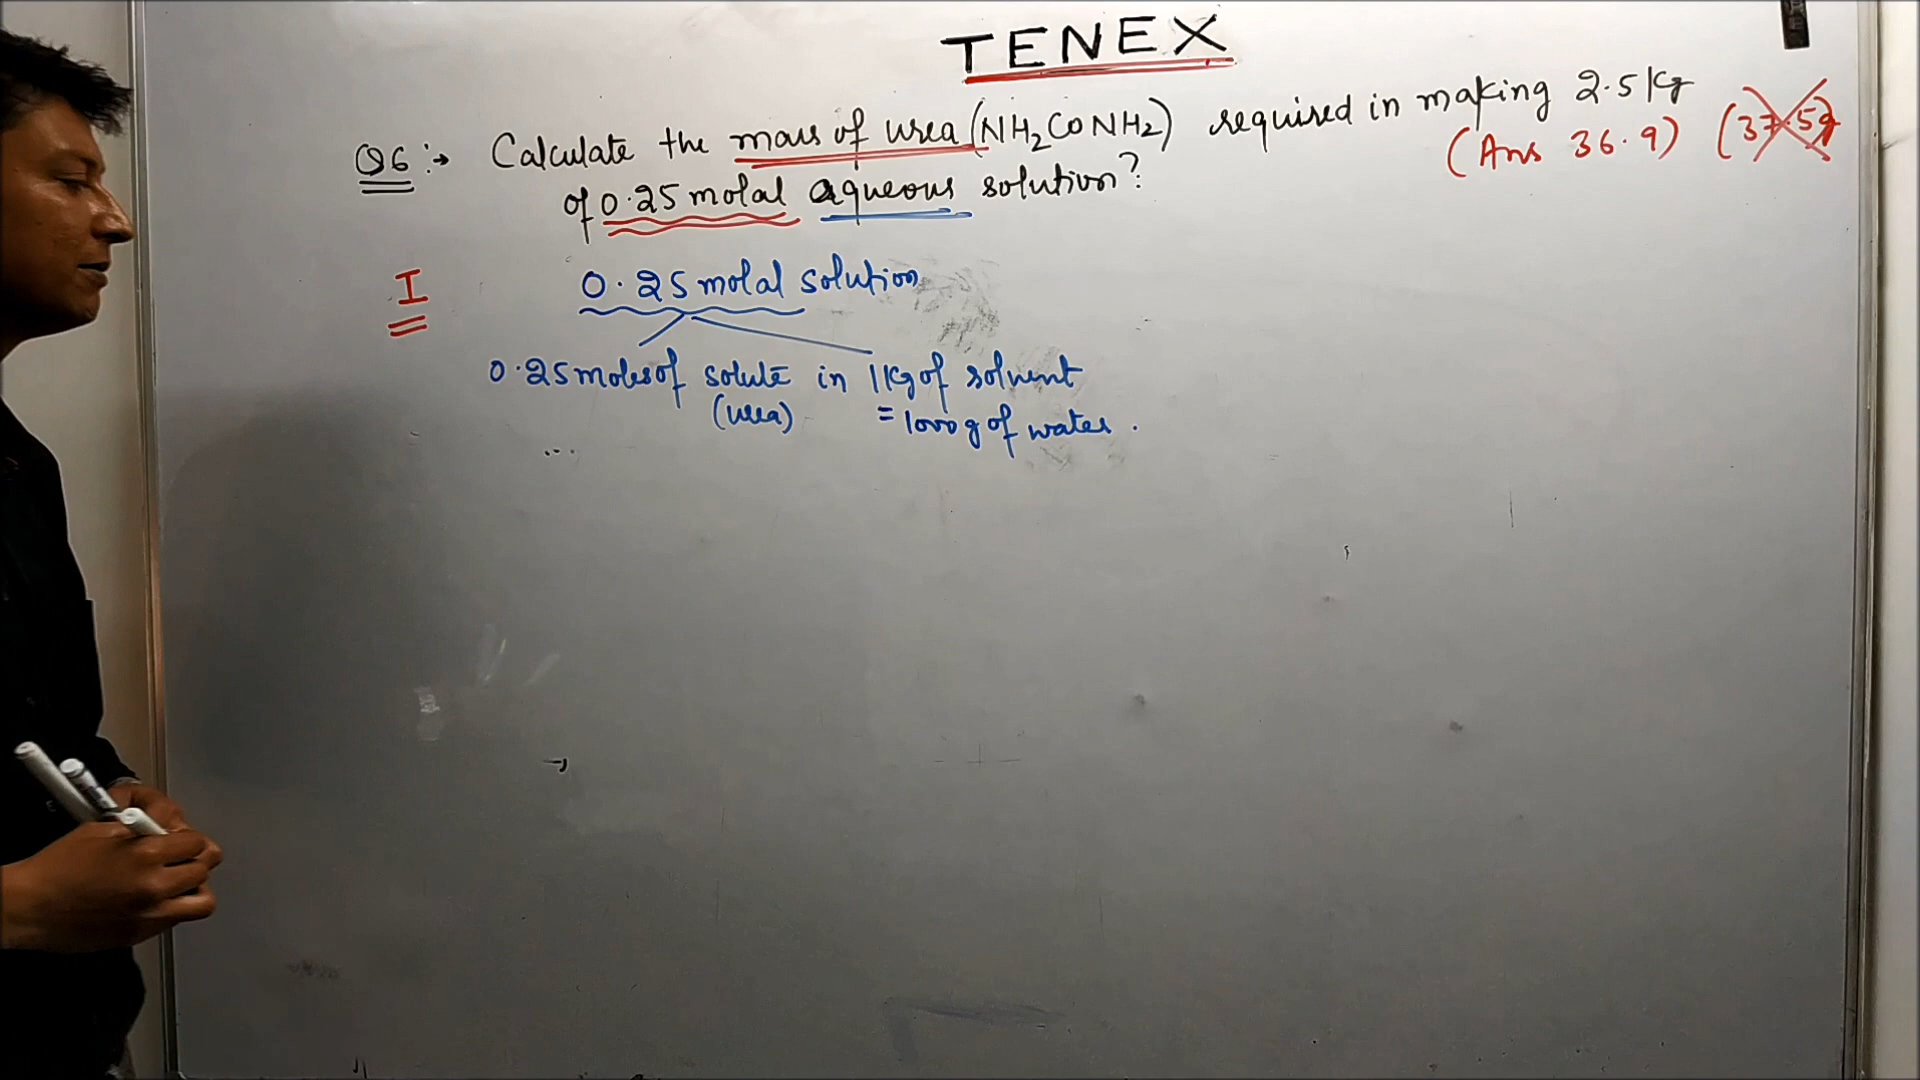 TENEX
Q6:→ Calculate the mass of urea (NH2CONH2) required in making 2.5 Kg
of 0.25 molal aqueous solution?
(Ans 36.9) (37.5g)
I
0.25 molal solution
0.25 moles of solute in 1 Kg of solvent
(urea) = 1000 g of water.
...